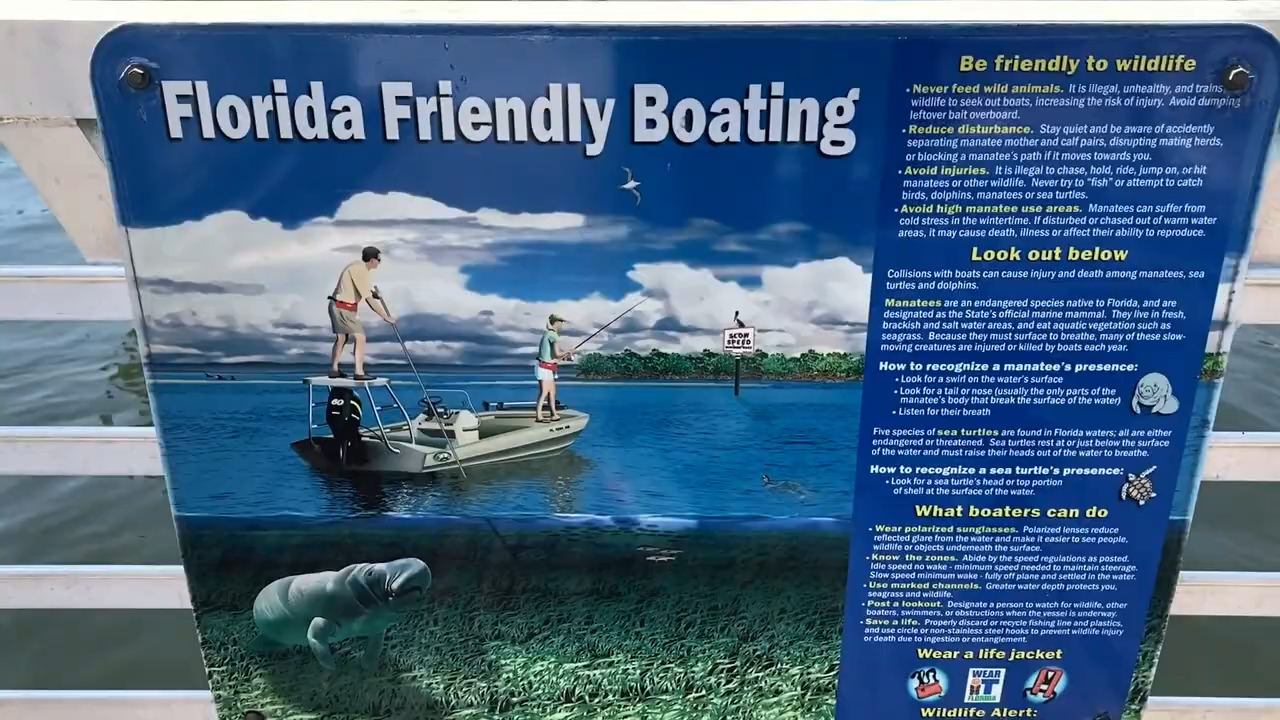 Florida Friendly Boating
SLOW
SPEED
60
Be friendly to wildlife
• Never feed wild animals. It is illegal, unhealthy, and trains
wildlife to seek out boats, increasing the risk of injury. Avoid dumping
leftover bait overboard.
• Reduce disturbance. Stay quiet and be aware of accidently
separating manatee mother and calf pairs, disrupting mating herds,
or blocking a manatee's path if it moves towards you.
• Avoid injuries. It is illegal to chase, hold, ride, jump on, or hit
manatees or other wildlife. Never try to "fish" or attempt to catch
birds, dolphins, manatees or sea turtles.
• Avoid high manatee use areas. Manatees can suffer from
cold stress in the wintertime. If disturbed or chased out of warm water
areas, it may cause death, illness or affect their ability to reproduce.
Look out below
Collisions with boats can cause injury and death among manatees, sea
turtles and dolphins.
Manatees are an endangered species native to Florida, and are
designated as the State's official marine mammal. They live in fresh,
brackish and salt water areas, and eat aquatic vegetation such as
seagrass. Because they must surface to breathe, many of these slow-
moving creatures are injured or killed by boats each year.
How to recognize a manatee's presence:
• Look for a swirl on the water's surface
• Look for a tail or nose (usually the only parts of the
manatee's body that break the surface of the water)
• Listen for their breath
Five species of sea turtles are found in Florida waters; all are either
endangered or threatened. Sea turtles rest at or just below the surface
of the water and must raise their heads out of the water to breathe.
How to recognize a sea turtle's presence:
• Look for a sea turtle's head or top portion
of shell at the surface of the water.
What boaters can do
• Wear polarized sunglasses. Polarized lenses reduce
reflected glare from the water and make it easier to see people,
wildlife or objects underneath the surface.
• Know the zones. Abide by the speed regulations as posted.
Idle speed no wake - minimum speed needed to maintain steerage.
Slow speed minimum wake - fully off plane and settled in the water.
• Use marked channels. Greater water depth protects you,
seagrass and wildlife.
• Post a lookout. Designate a person to watch for wildlife, other
boaters, swimmers, or obstructions when the vessel is underway.
• Save a life. Properly discard or recycle fishing line and plastics,
and use circle or non-stainless steel hooks to prevent wildlife injury
or death due to ingestion or entanglement.
Wear a life jacket
WEAR
IT
FLORIDA
Wildlife Alert: